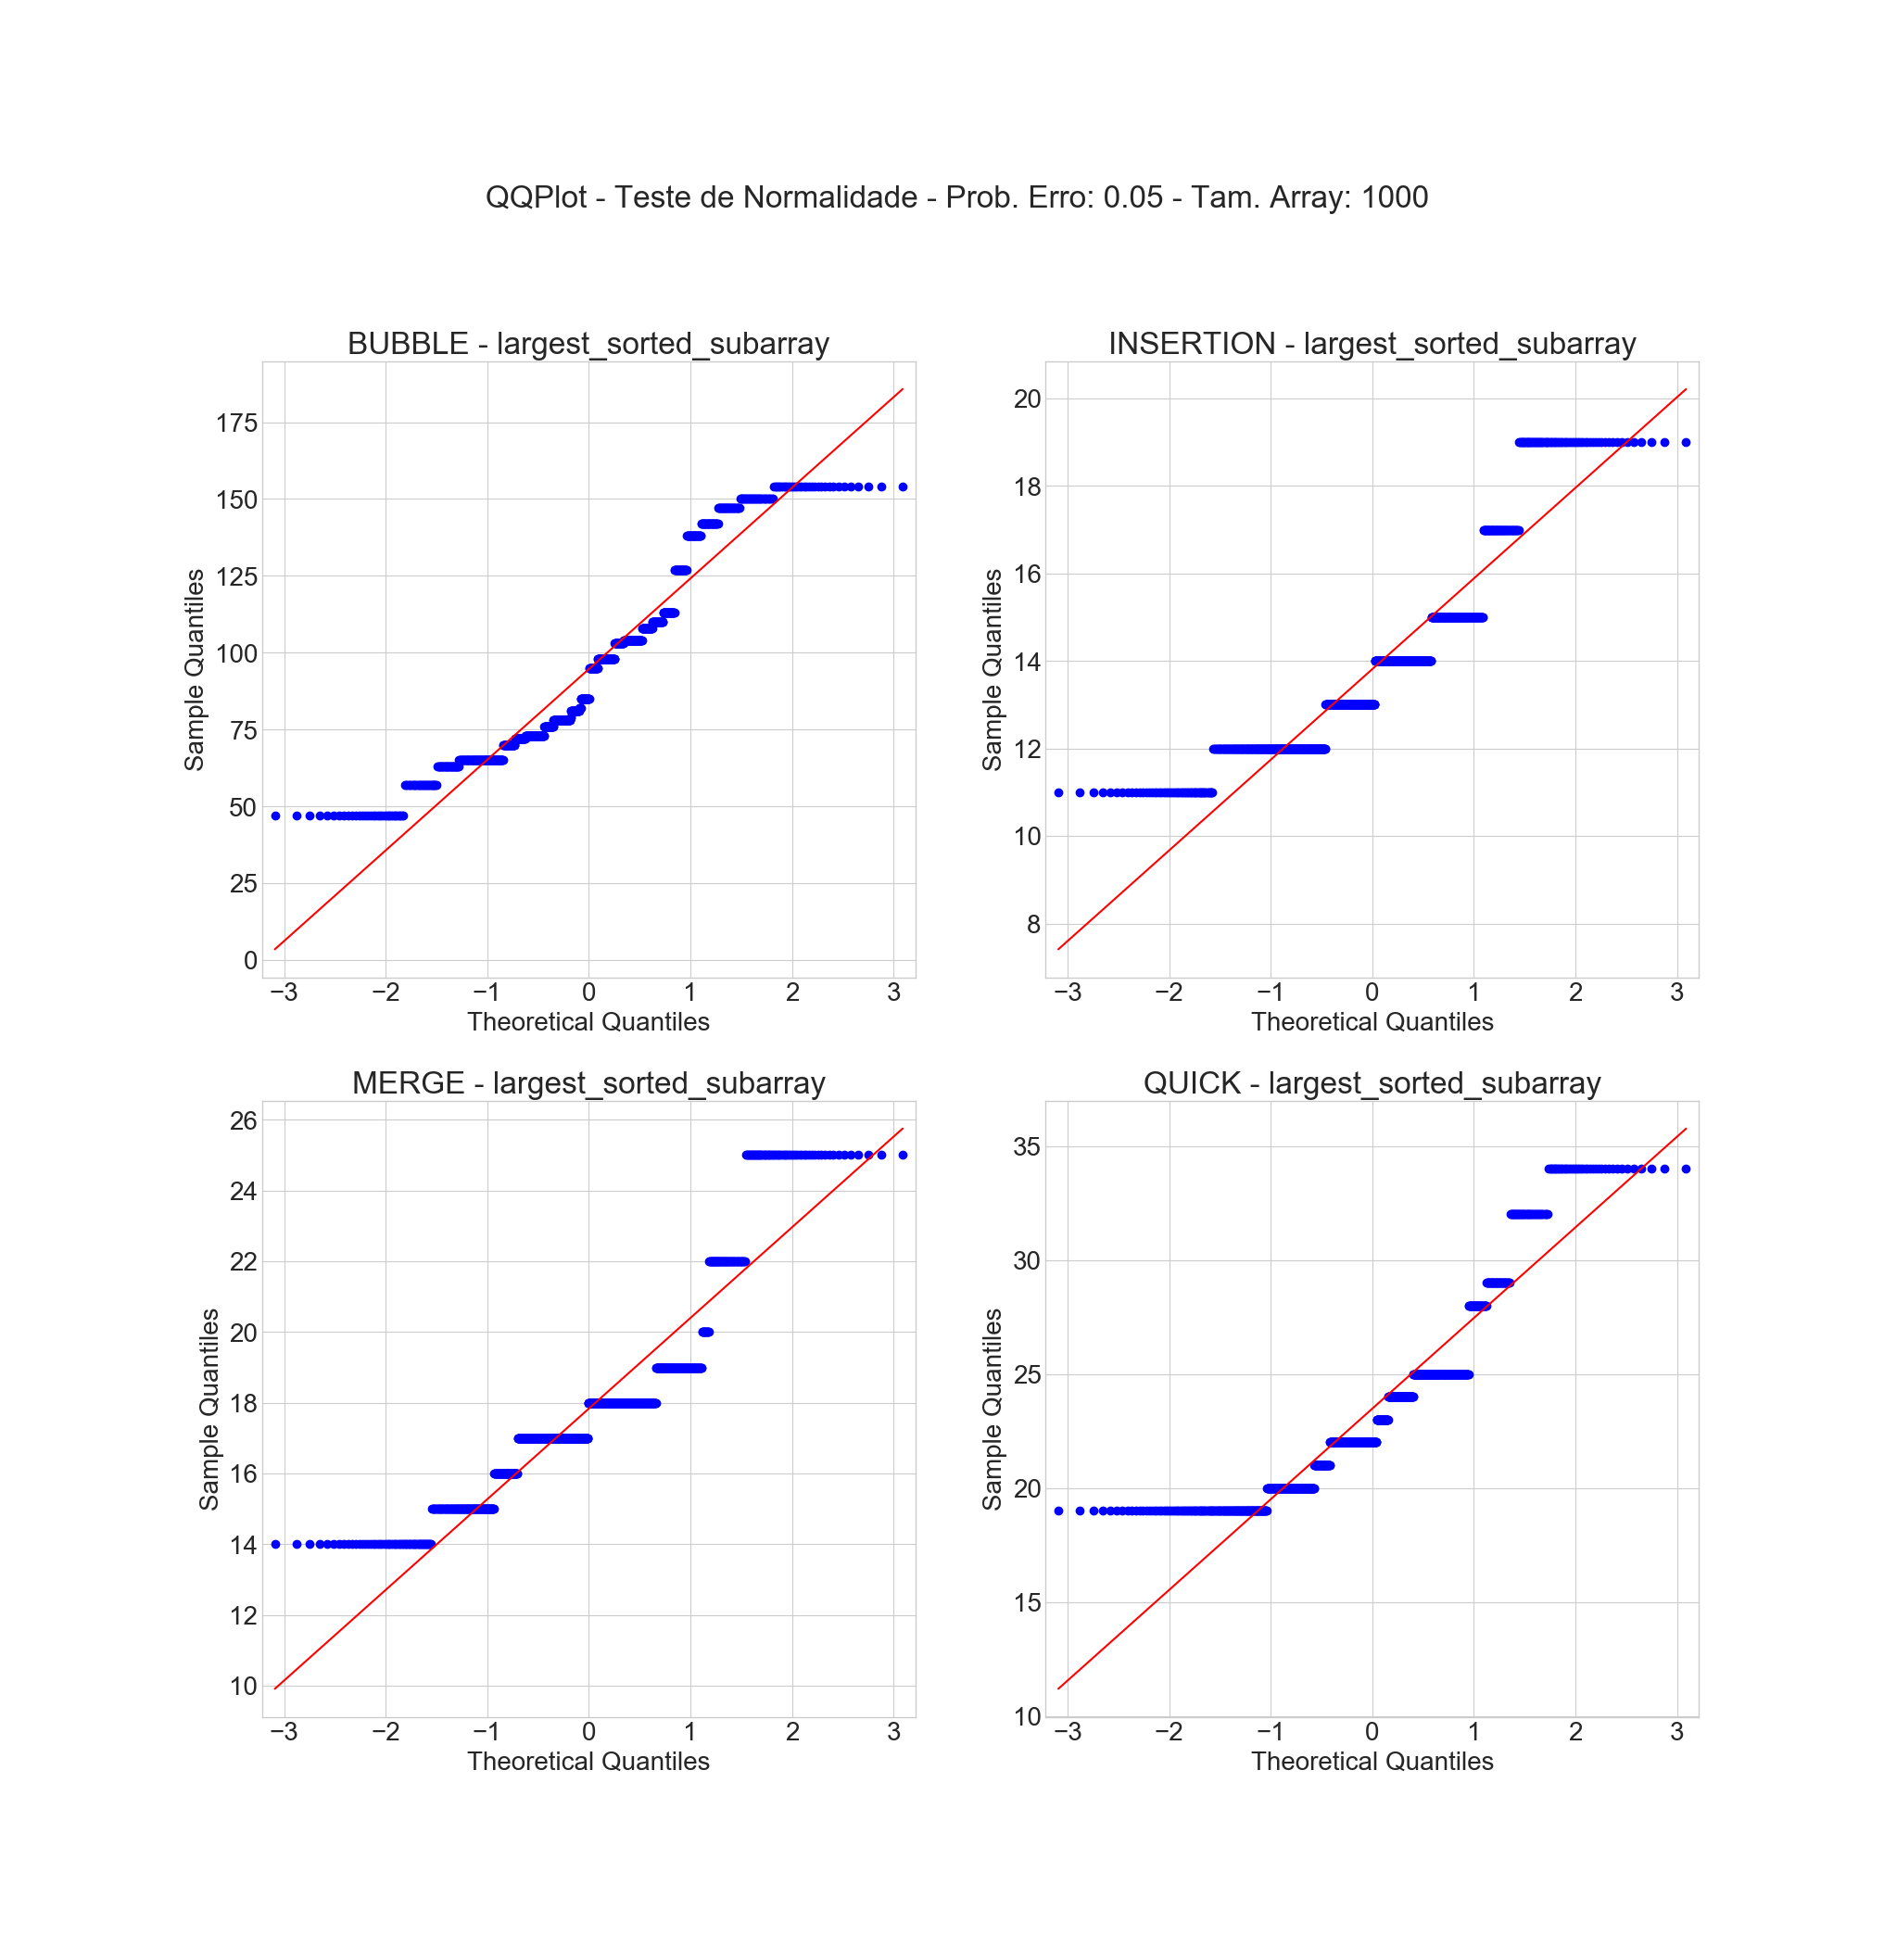 QQPlot - Teste de Normalidade - Prob. Erro: 0.05 - Tam. Array: 1000
BUBBLE - largest_sorted_subarray
175
150
125
100
75
50
25
0
Sample Quantiles
−3 −2 −1 0 1 2 3
Theoretical Quantiles
INSERTION - largest_sorted_subarray
20
18
16
14
12
10
8
Sample Quantiles
−3 −2 −1 0 1 2 3
Theoretical Quantiles
MERGE - largest_sorted_subarray
26
24
22
20
18
16
14
12
10
Sample Quantiles
−3 −2 −1 0 1 2 3
Theoretical Quantiles
QUICK - largest_sorted_subarray
35
30
25
20
15
10
Sample Quantiles
−3 −2 −1 0 1 2 3
Theoretical Quantiles